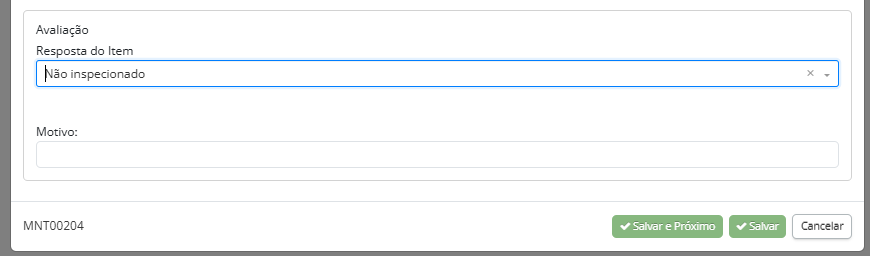 Avaliação
Resposta do Item
Não inspecionado
Motivo:
MNT00204
Salvar e Próximo
Salvar
Cancelar